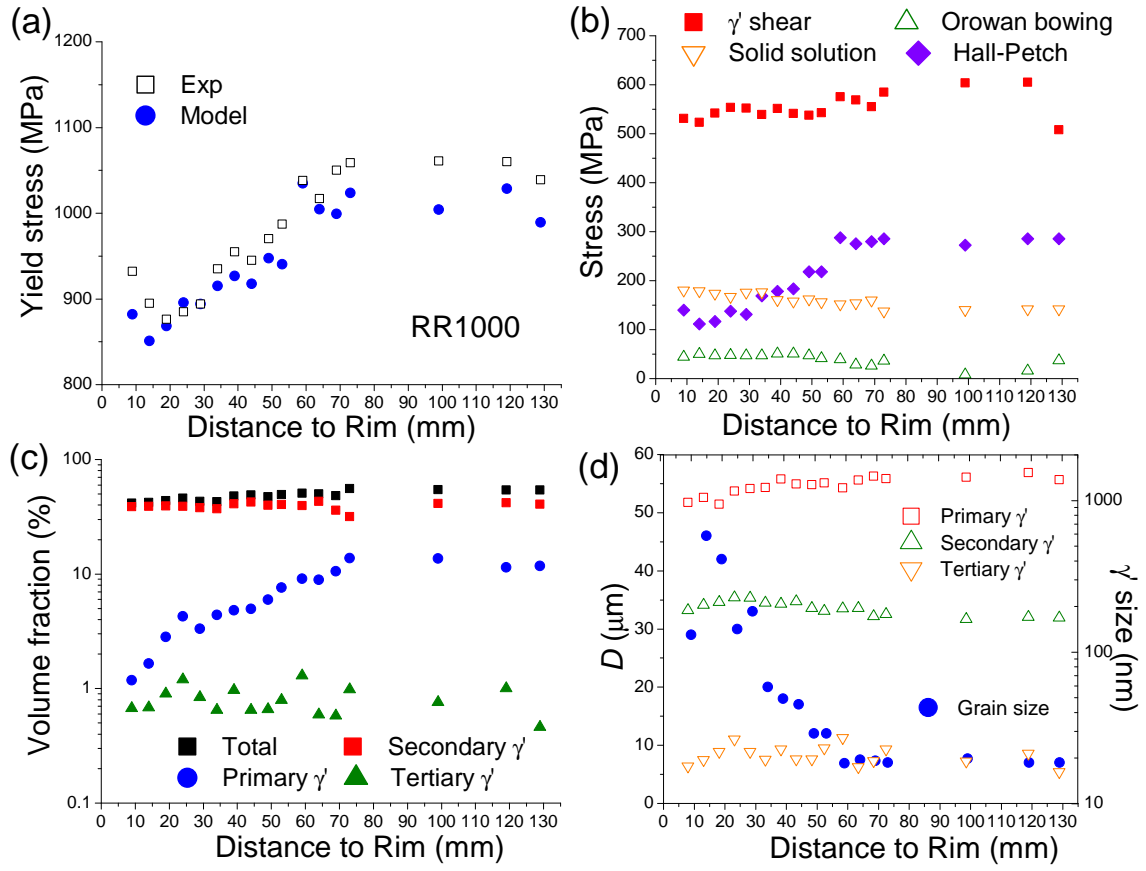 (a)
1200
1100
1000
900
800
Yield stress (MPa)
Exp
Model
RR1000
0 10 20 30 40 50 60 70 80 90 100 110 120 130
Distance to Rim (mm)
(b)
γ' shear
Orowan bowing
Solid solution
Hall-Petch
700
600
500
400
300
200
100
0
Stress (MPa)
0 10 20 30 40 50 60 70 80 90 100 110 120 130
Distance to Rim (mm)
(c)
100
10
1
0.1
Volume fraction (%)
Total
Secondary γ'
Primary γ'
Tertiary γ'
0 10 20 30 40 50 60 70 80 90 100 110 120 130
Distance to Rim (mm)
(d)
60
50
40
30
20
10
0
D (μm)
Primary γ'
Secondary γ'
Tertiary γ'
Grain size
1000
100
10
γ' size (nm)
0 10 20 30 40 50 60 70 80 90 100 110 120 130
Distance to Rim (mm)